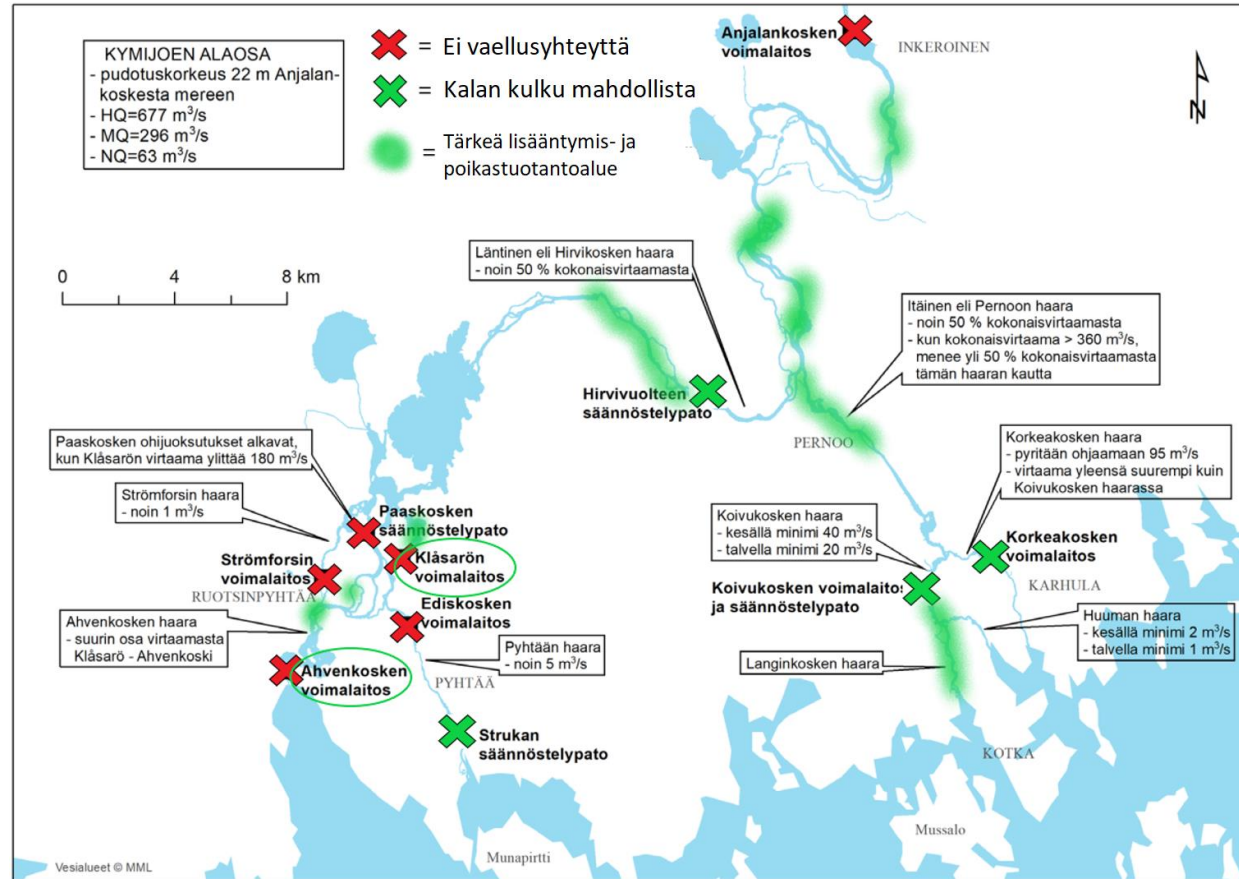 KYMIJOEN ALAOSA
- pudotuskorkeus 22 m Anjalan-
koskesta mereen
- HQ=677 m³/s
- MQ=296 m³/s
- NQ=63 m³/s
= Ei vaellusyhteyttä
= Kalan kulku mahdollista
= Tärkeä lisääntymis- ja
poikastuotantoalue
Anjalankosken
voimalaitos
INKEROINEN
N
0 4 8 km
Läntinen eli Hirvikosken haara
- noin 50 % kokonaisvirtaamasta
Itäinen eli Pernoon haara
- noin 50 % kokonaisvirtaamasta
- kun kokonaisvirtaama > 360 m³/s,
menee yli 50 % kokonaisvirtaamasta
tämän haaran kautta
Hirvivuolteen
säännöstelypato
PERNOO
Paaskosken ohijuoksutukset alkavat,
kun Klåsarön virtaama ylittää 180 m³/s
Korkeakosken haara
- pyritään ohjaamaan 95 m³/s
- virtaama yleensä suurempi kuin
Koivukosken haarassa
Strömforsin haara
- noin 1 m³/s
Paaskosken
säännöstelypato
Koivukosken haara
- kesällä minimi 40 m³/s
- talvella minimi 20 m³/s
Korkeakosken
voimalaitos
Klåsarön
voimalaitos
Strömforsin
voimalaitos
RUOTSINPYHTÄÄ
Koivukosken voimalaitos
ja säännöstelypato
KARHULA
Ediskosken
voimalaitos
Ahvenkosken haara
- suurin osa virtaamasta
Klåsarö - Ahvenkoski
Huuman haara
- kesällä minimi 2 m³/s
- talvella minimi 1 m³/s
Pyhtään haara
- noin 5 m³/s
Langinkosken haara
Ahvenkosken
voimalaitos
PYHTÄÄ
Strukan
säännöstelypato
KOTKA
Mussalo
Munapirtti
Vesialueet © MML